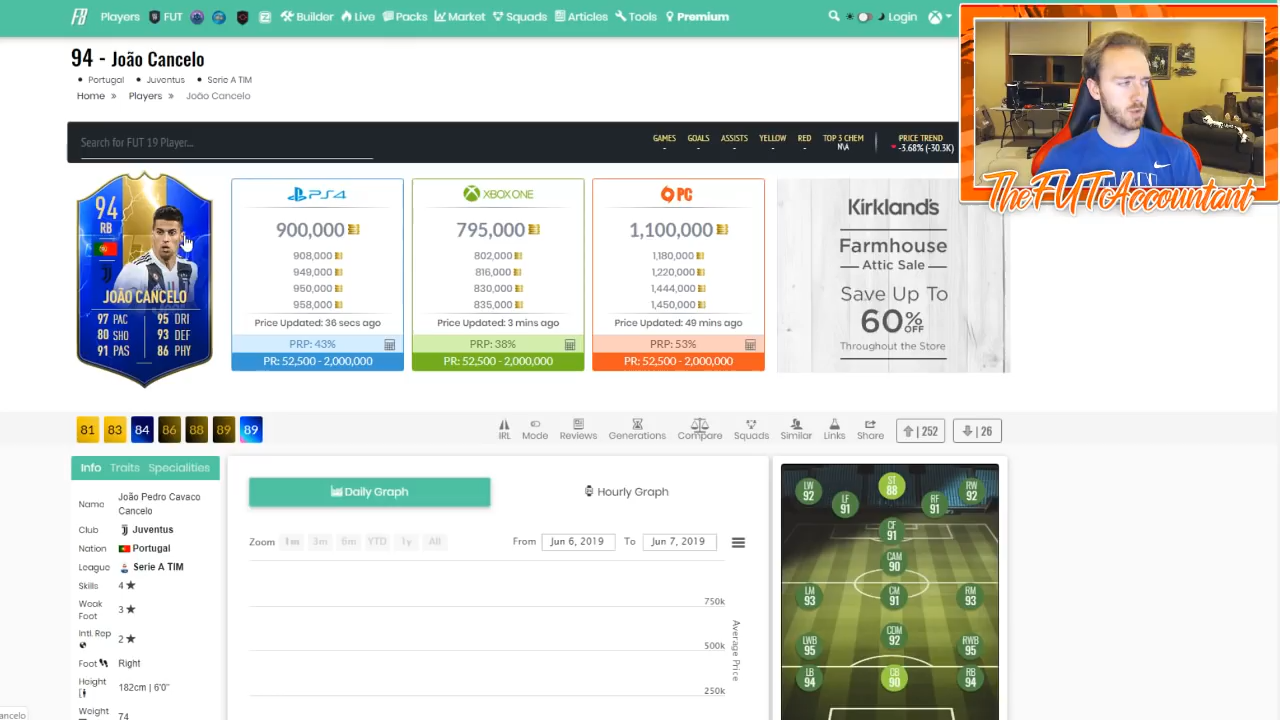 F8 Players FUT Builder Live Packs Market Squads Articles Tools Premium Login
94 - João Cancelo
Portugal Juventus Serie A TIM
Home » Players » João Cancelo
Search for FUT 19 Player...
GAMES GOALS ASSISTS YELLOW RED TOP 3 CHEM PRICE TREND
- - - - - N\A -3.68% (-30.3K)
TheFUTAccountant
94
RB
JOÃO CANCELO
97 PAC 95 DRI
80 SHO 93 DEF
91 PAS 86 PHY
PS4
900,000
908,000
949,000
950,000
958,000
Price Updated: 36 secs ago
PRP: 43%
PR: 52,500 - 2,000,000
XBOX ONE
795,000
802,000
816,000
830,000
835,000
Price Updated: 3 mins ago
PRP: 38%
PR: 52,500 - 2,000,000
PC
1,100,000
1,180,000
1,220,000
1,444,000
1,450,000
Price Updated: 49 mins ago
PRP: 53%
PR: 52,500 - 2,000,000
Kirkland's
Farmhouse
Attic Sale
Save Up To
60% OFF
Throughout the Store
81 83 84 86 88 89 89
IRL Mode Reviews Generations Compare Squads Similar Links Share | 252 | 26
Info Traits Specialities
Name João Pedro Cavaco Cancelo
Club Juventus
Nation Portugal
League Serie A TIM
Skills 4
Weak Foot 3
Intl. Rep 2
Foot Right
Height 182cm | 6'0"
Weight 74
Daily Graph Hourly Graph
Zoom 1m 3m 6m YTD 1y All From Jun 6, 2019 To Jun 7, 2019
750k
500k
250k
Average Price
LW 92 ST 88 RW 92
LF 91 RF 91
CF 91
CAM 90
LM 93 CM 91 RM 93
CDM 92
LWB 95 RWB 95
LB 94 CB 90 RB 94
ancelo